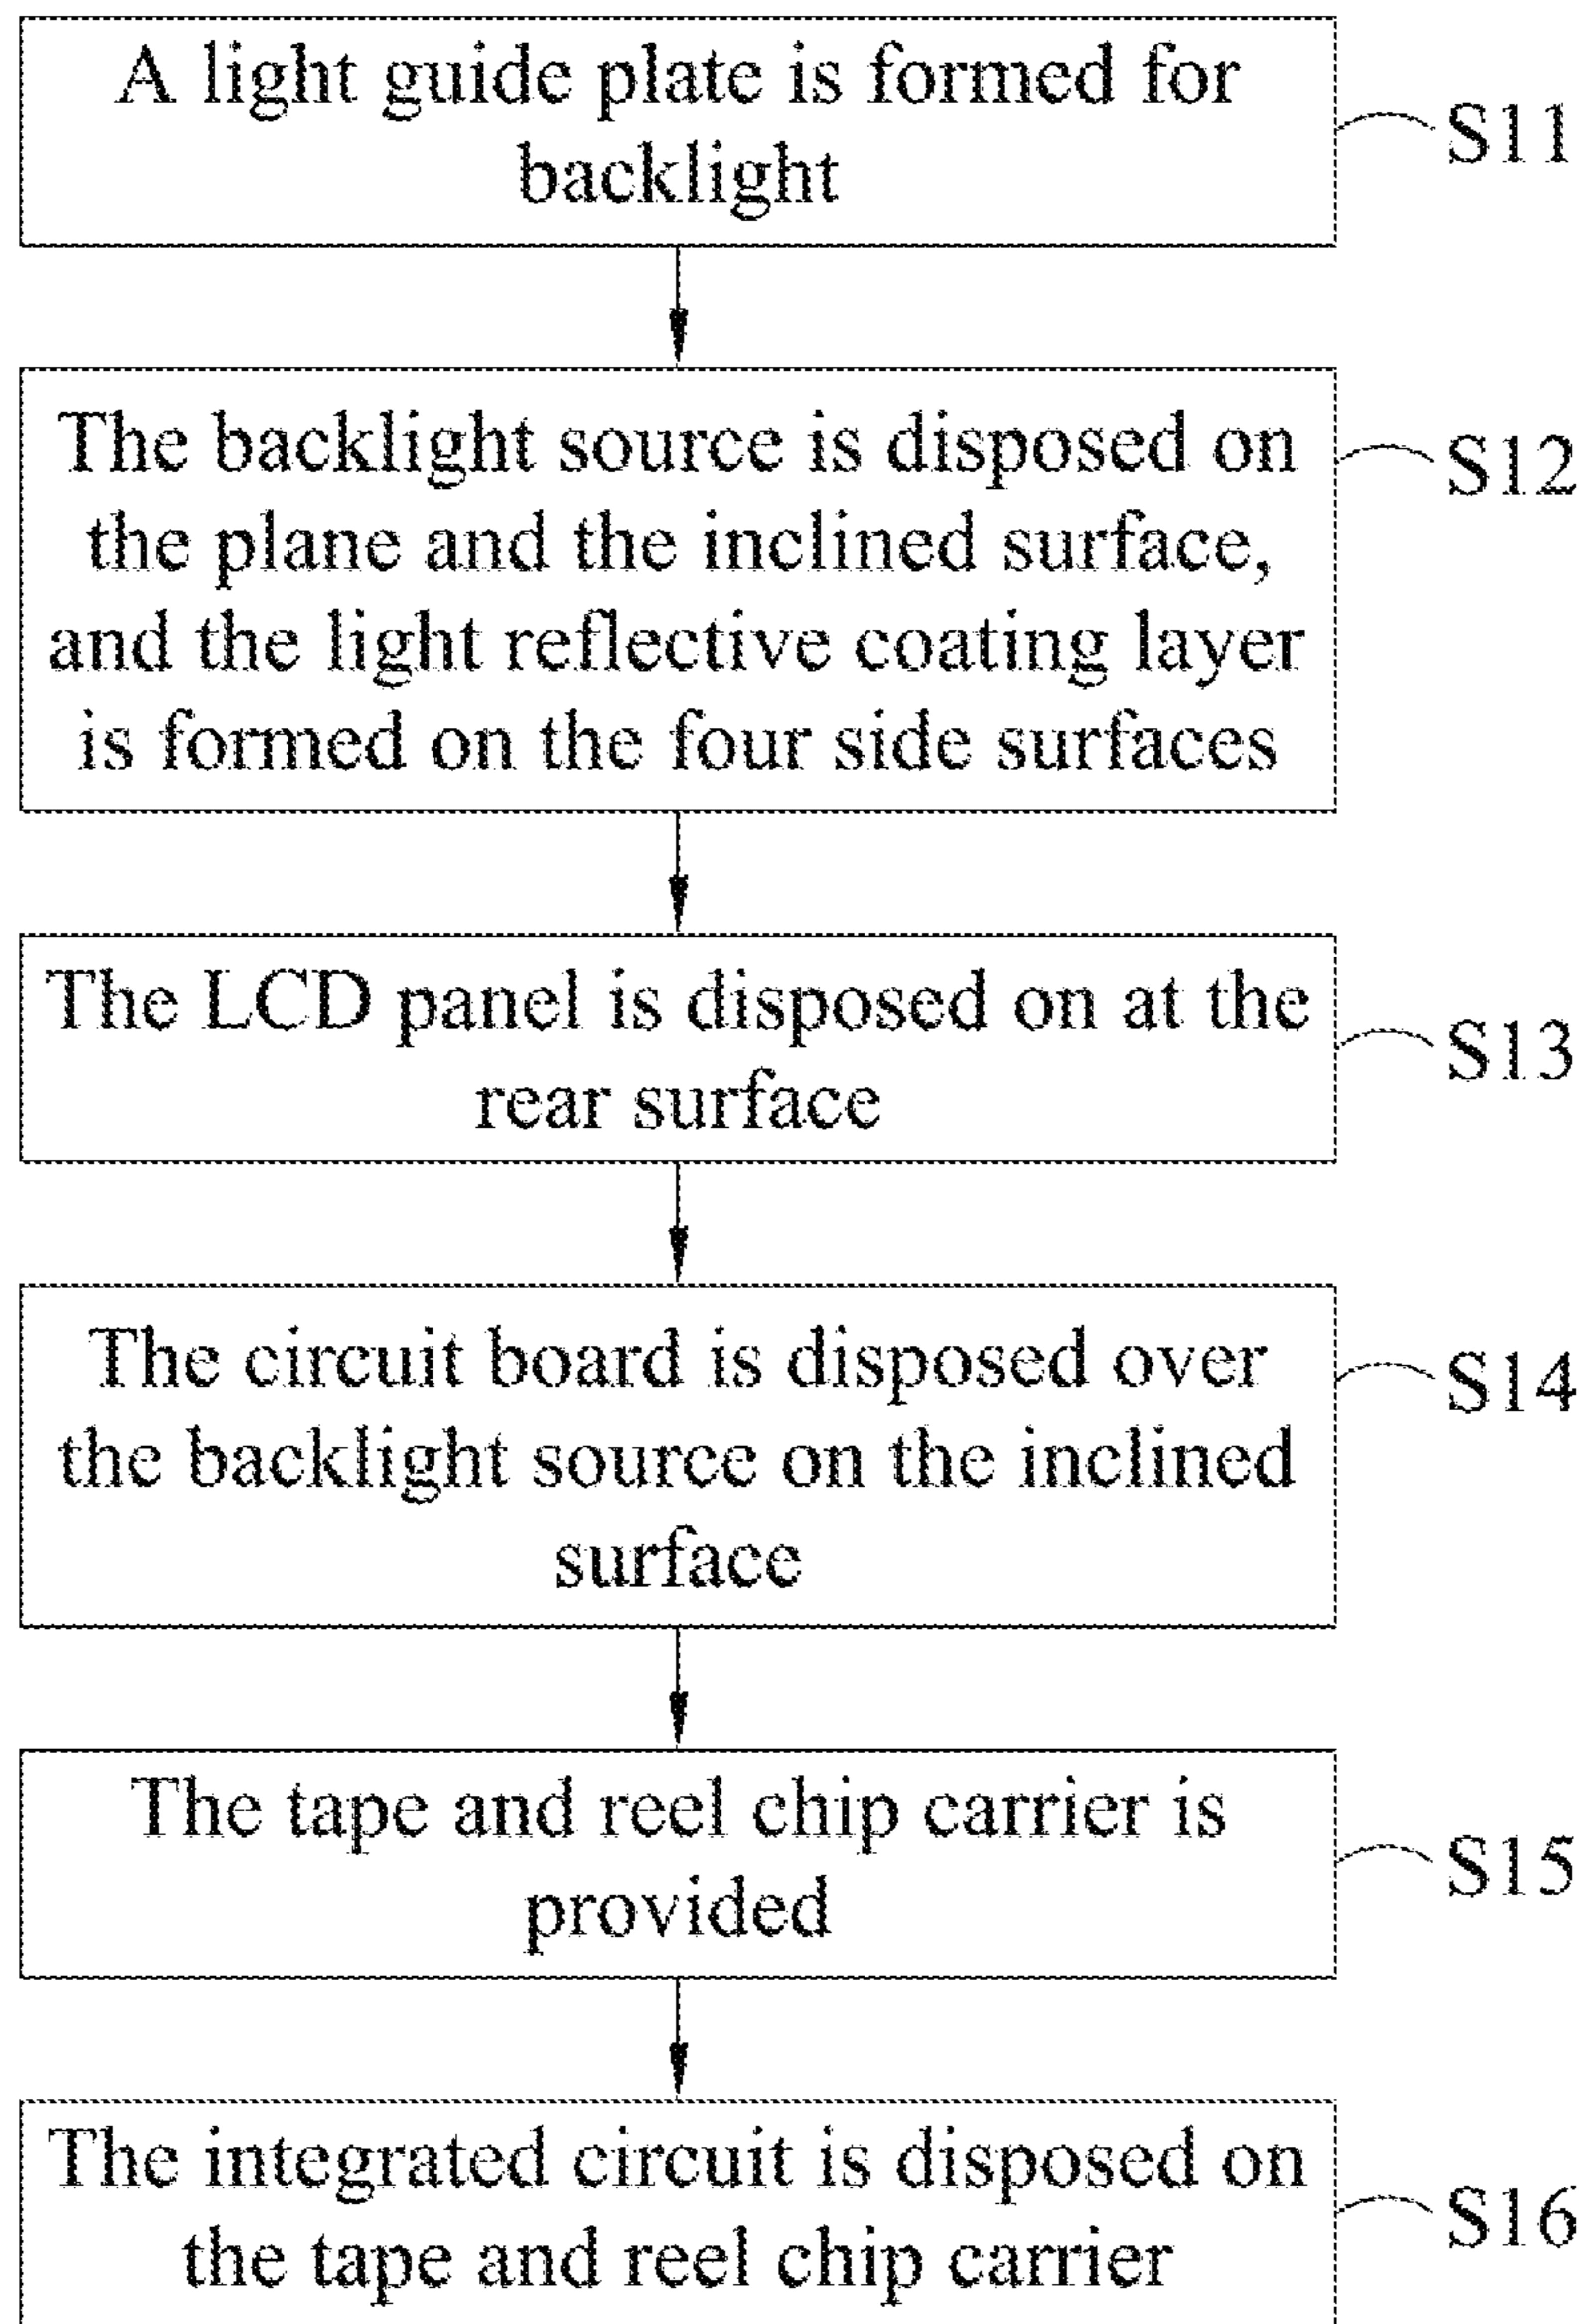 A light guide plate is formed for
backlight
S11
The backlight source is disposed on
the plane and the inclined surface,
and the light reflective coating layer
is formed on the four side surfaces
S12
The LCD panel is disposed on at the
rear surface
S13
The circuit board is disposed over
the backlight source on the inclined
surface
S14
The tape and reel chip carrier is
provided
S15
The integrated circuit is disposed on
the tape and reel chip carrier
S16